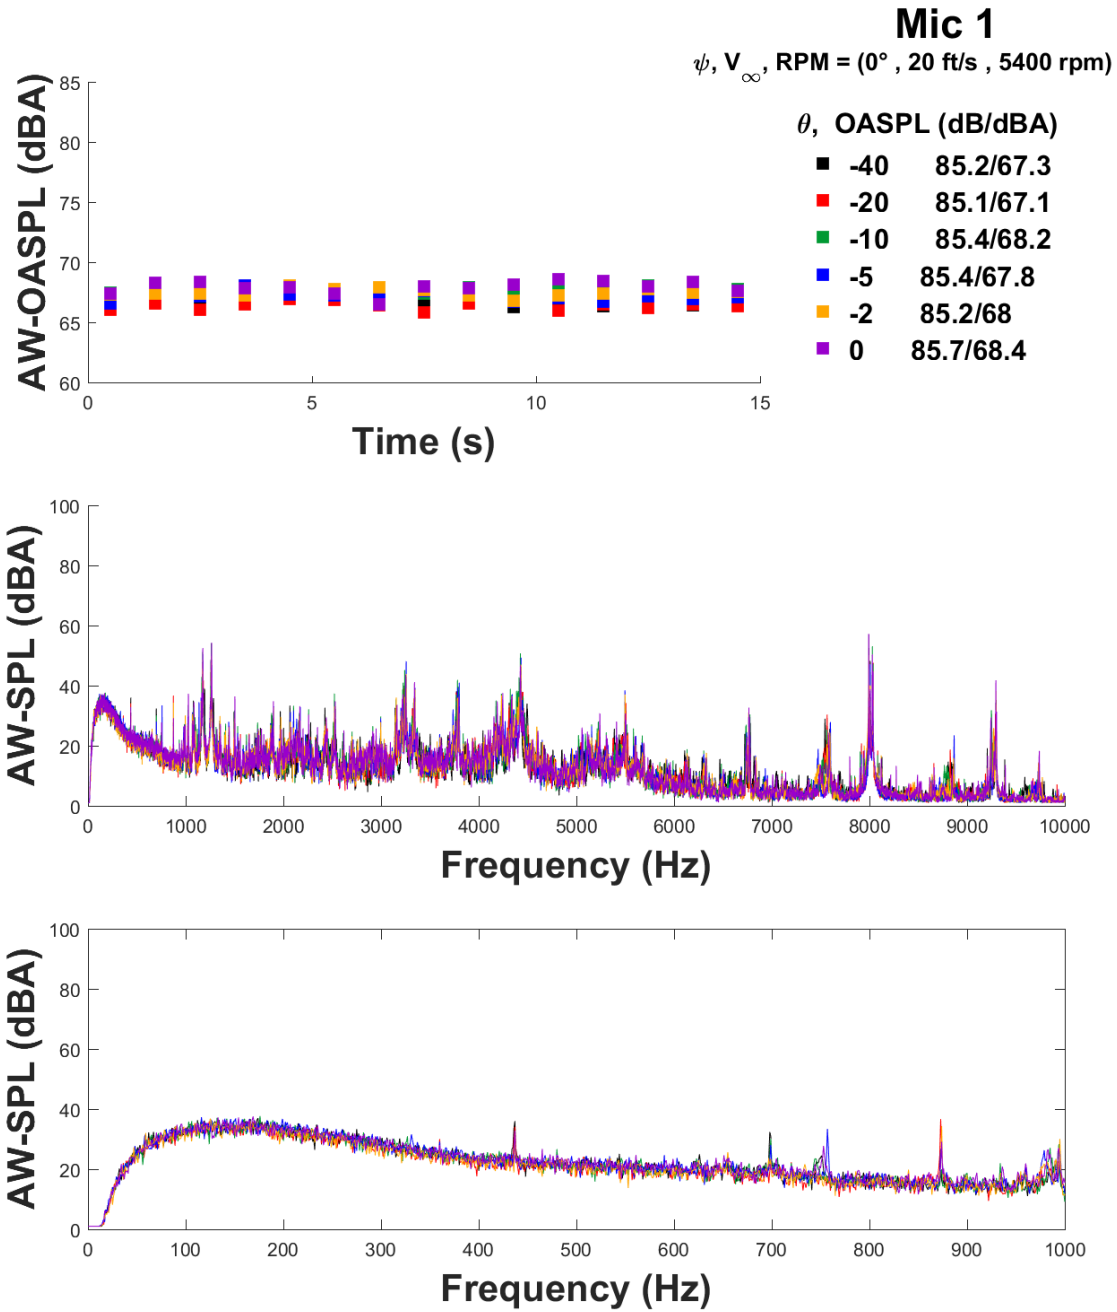 Mic 1
ψ, V∞, RPM = (0° , 20 ft/s , 5400 rpm)
θ, OASPL (dB/dBA)
-40 85.2/67.3
-20 85.1/67.1
-10 85.4/68.2
-5 85.4/67.8
-2 85.2/68
0 85.7/68.4
AW-OASPL (dBA)
85
80
75
70
65
60
0 5 10 15
Time (s)
AW-SPL (dBA)
100
80
60
40
20
0
0 1000 2000 3000 4000 5000 6000 7000 8000 9000 10000
Frequency (Hz)
AW-SPL (dBA)
100
80
60
40
20
0
0 100 200 300 400 500 600 700 800 900 1000
Frequency (Hz)